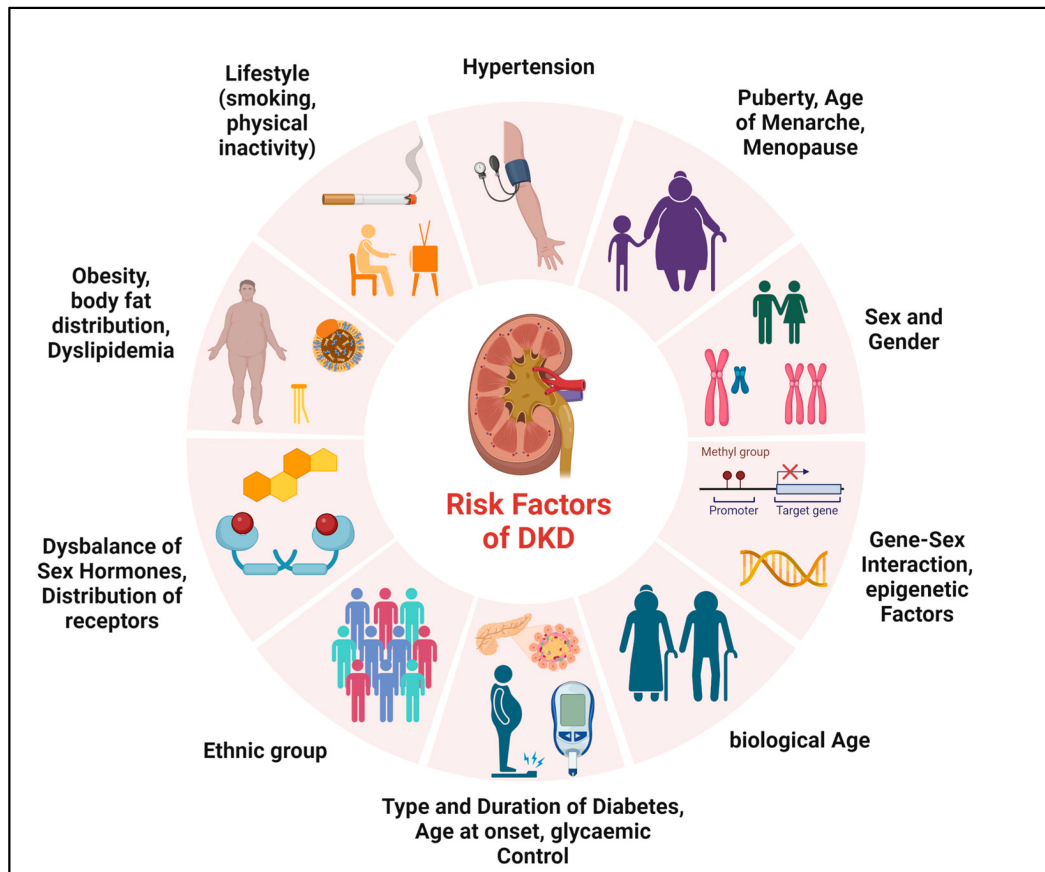 Hypertension
Lifestyle
(smoking,
physical
inactivity)
Puberty, Age
of Menarche,
Menopause
Obesity,
body fat
distribution,
Dyslipidemia
Sex and
Gender
Methyl group
Promoter
Target gene
Risk Factors
of DKD
Gene-Sex
Interaction,
epigenetic
Factors
Dysbalance of
Sex Hormones,
Distribution of
receptors
Ethnic group
biological Age
Type and Duration of Diabetes,
Age at onset, glycaemic
Control